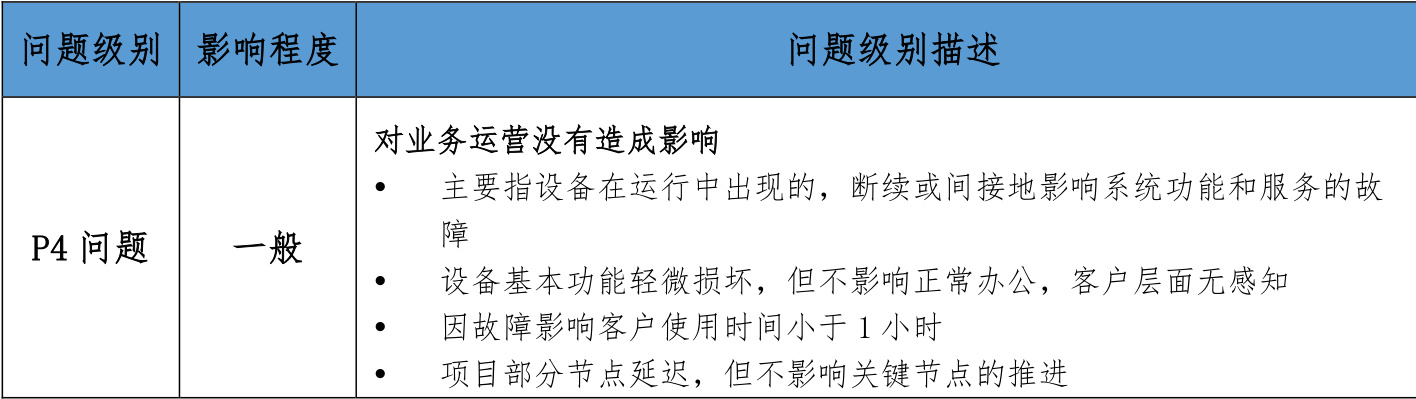 问题级别 影响程度 问题级别描述
P4 问题 一般
对业务运营没有造成影响
• 主要指设备在运行中出现的，断续或间接地影响系统功能和服务的故
障
• 设备基本功能轻微损坏，但不影响正常办公，客户层面无感知
• 因故障影响客户使用时间小于 1 小时
• 项目部分节点延迟，但不影响关键节点的推进